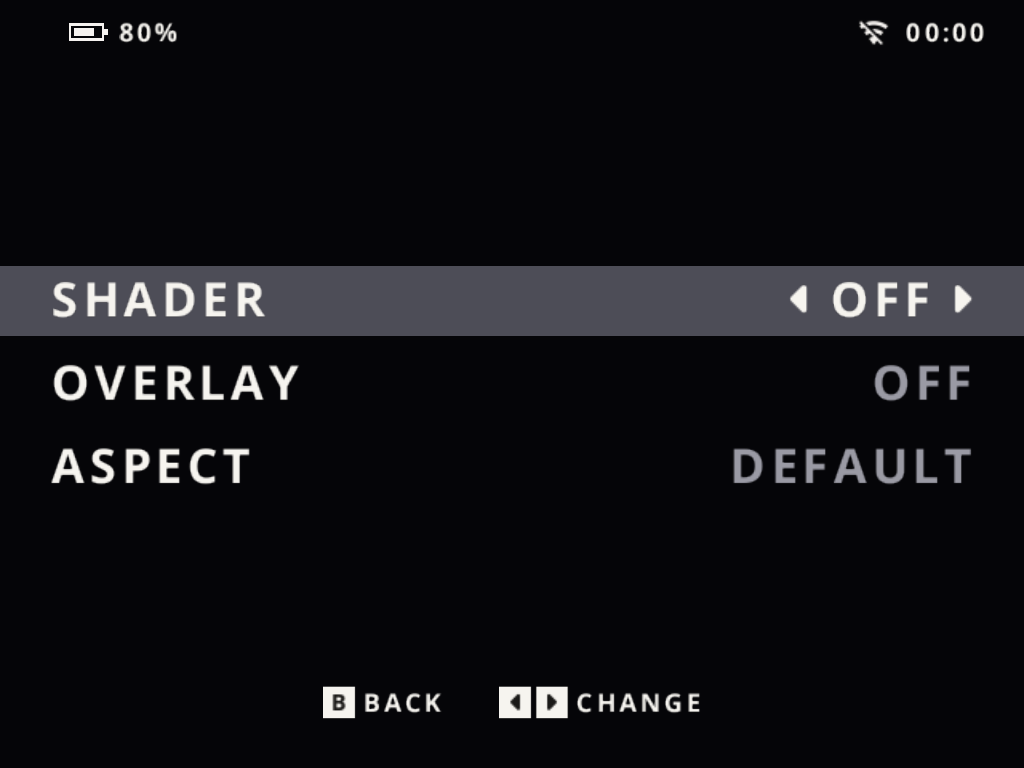 80% 00:00
SHADER OFF
OVERLAY OFF
ASPECT DEFAULT
B BACK CHANGE